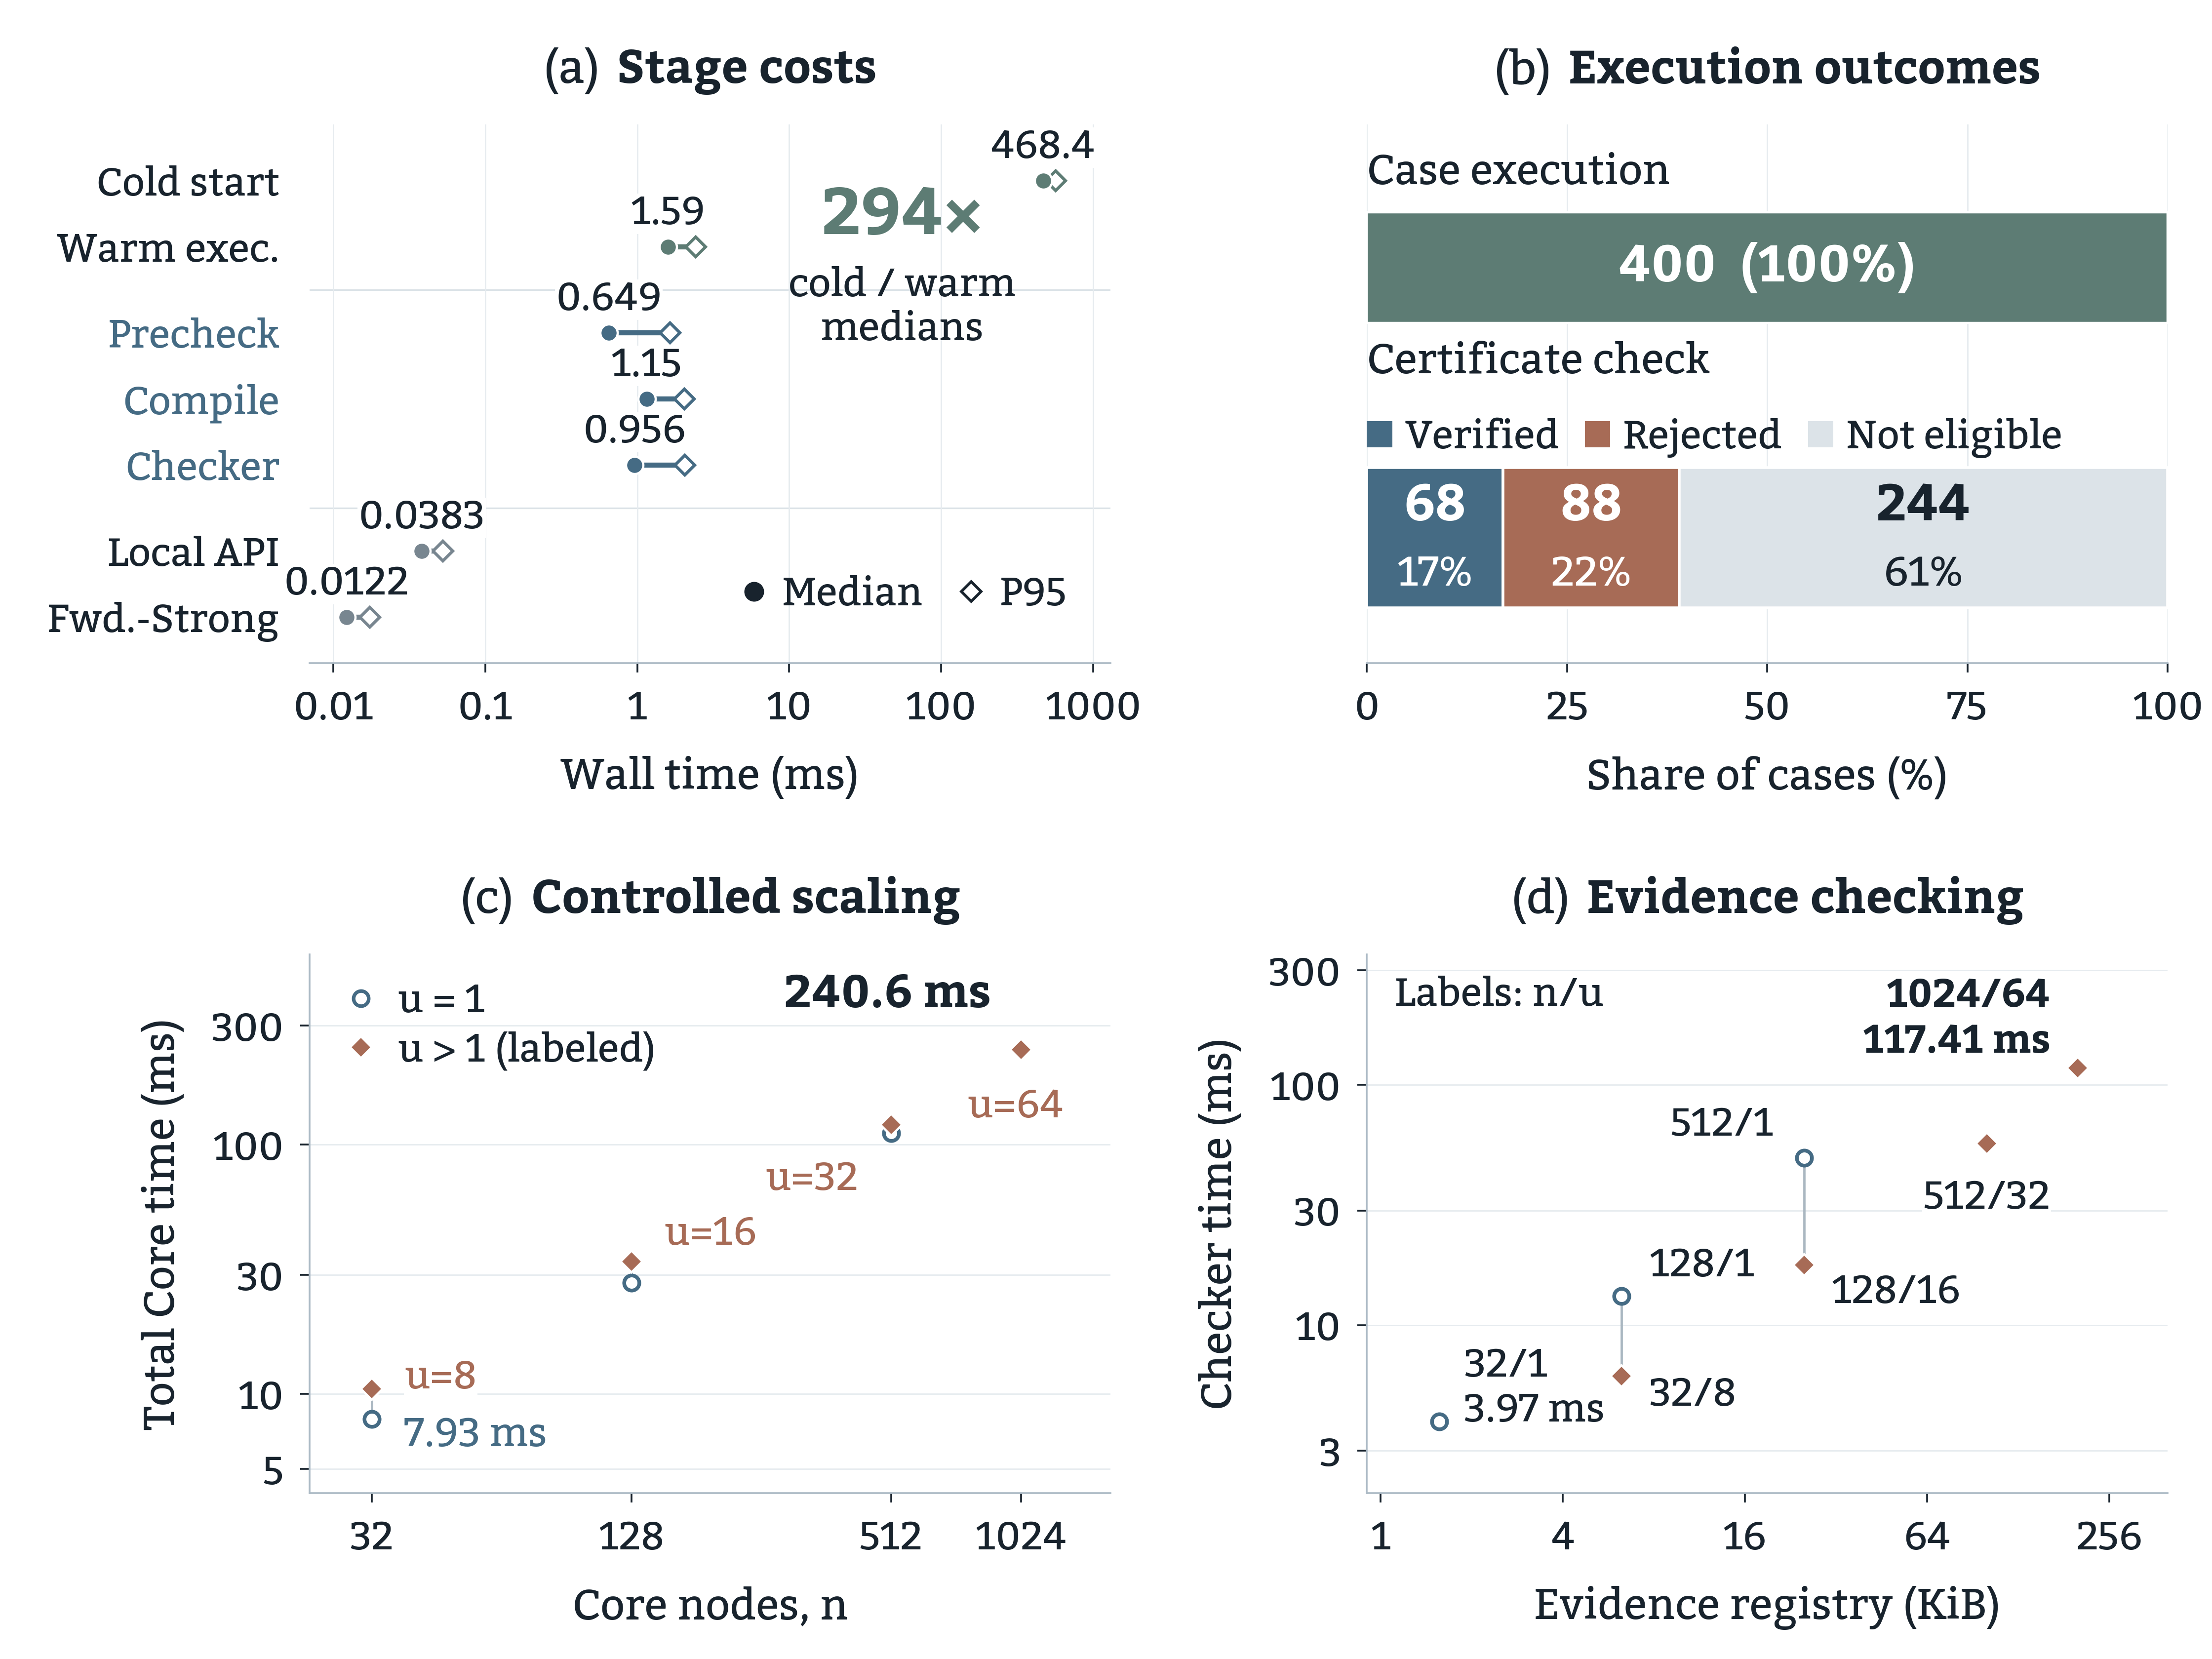 (a) Stage costs
468.4
Cold start
294×
1.59
Warm exec.
cold / warm
medians
0.649
Precheck
1.15
Compile
0.956
Checker
0.0383
Local API
0.0122
Fwd.-Strong
Median
P95
0.01 0.1 1 10 100 1000
Wall time (ms)
(b) Execution outcomes
Case execution
400 (100%)
Certificate check
Verified Rejected Not eligible
68 88 244
17% 22% 61%
0 25 50 75 100
Share of cases (%)
(c) Controlled scaling
240.6 ms
u = 1
u > 1 (labeled)
300
100
30
10
5
u=64
u=32
u=16
u=8
7.93 ms
Total Core time (ms)
32 128 512 1024
Core nodes, n
(d) Evidence checking
Labels: n/u
1024/64
117.41 ms
300
100
30
10
3
512/1
512/32
128/1
128/16
32/1
3.97 ms
32/8
Checker time (ms)
1 4 16 64 256
Evidence registry (KiB)